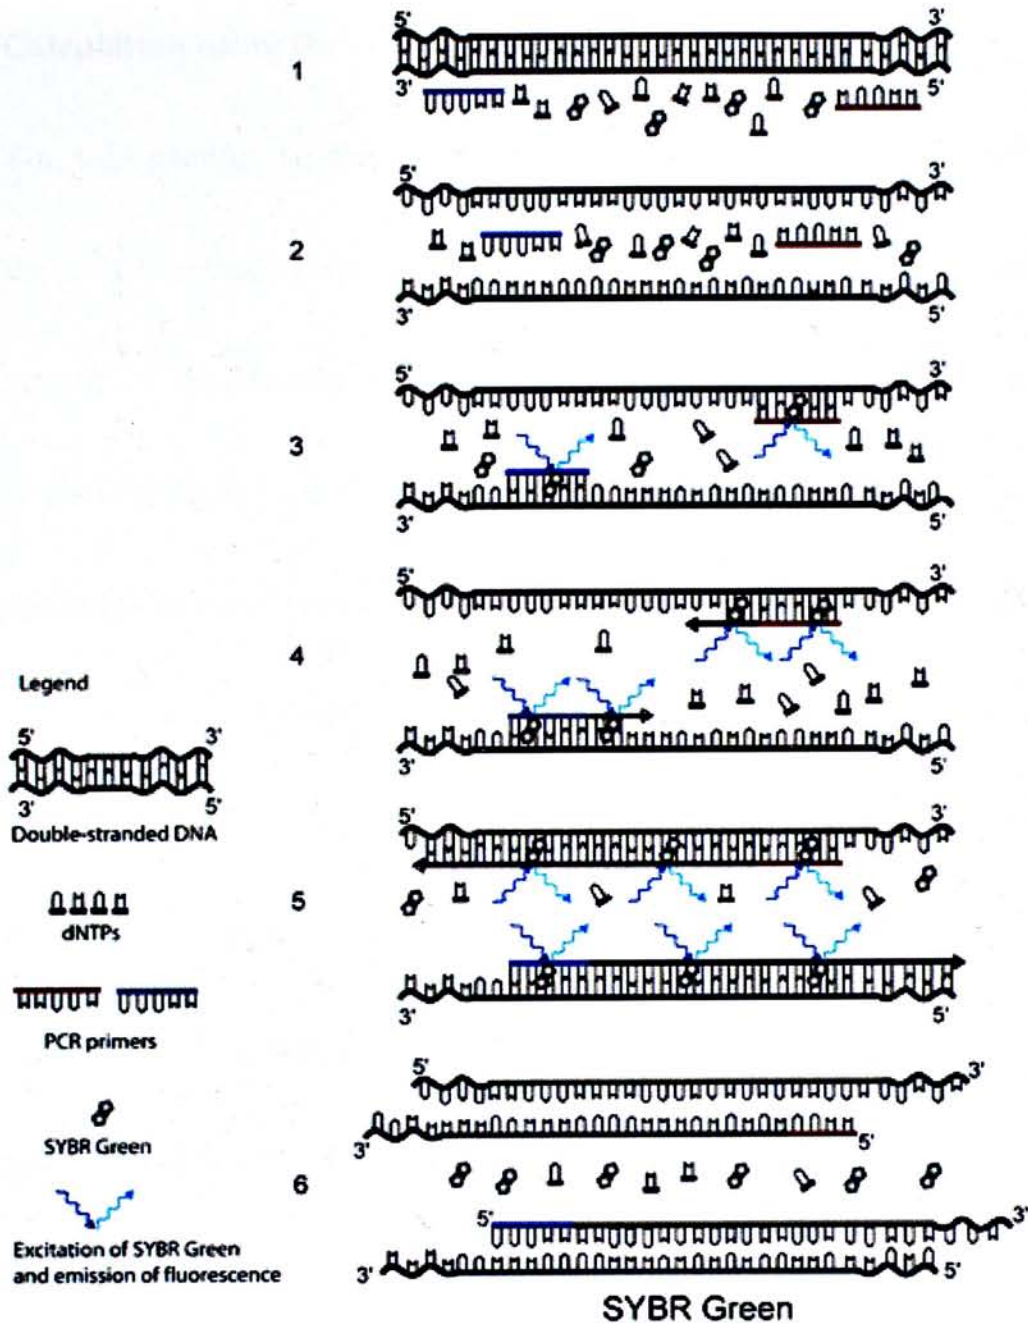 5' 3'
1
3' 5'
5' 3'
2
3' 5'
5' 3'
3
3' 5'
5' 3'
4
3' 5'
Legend
5' 3'
3' 5'
Double-stranded DNA
dNTPs
PCR primers
SYBR Green
Excitation of SYBR Green
and emission of fluorescence
5' 3'
5
3' 5'
5' 3'
3' 5'
6
5' 3'
3' 5'
SYBR Green